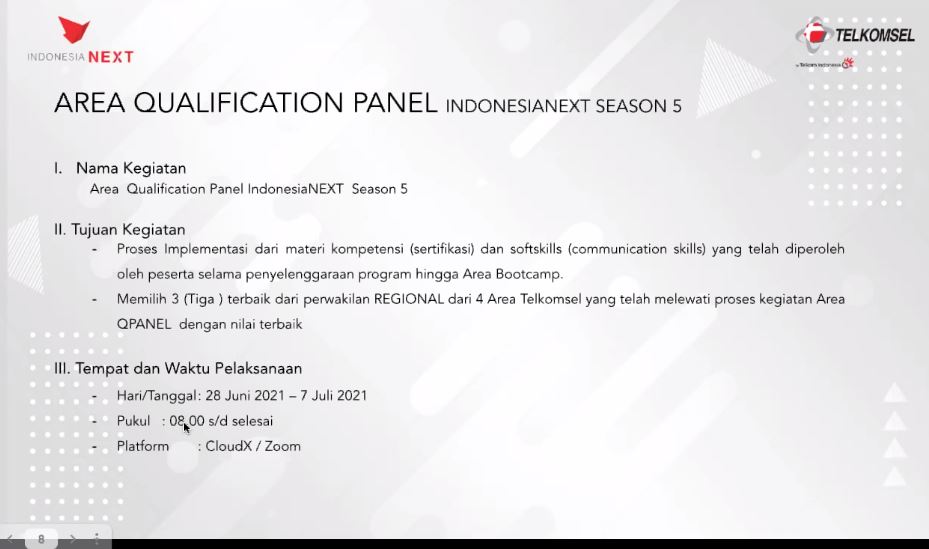 INDONESIA NEXT
TELKOMSEL
by Telkom Indonesia
AREA QUALIFICATION PANEL INDONESIANEXT SEASON 5
I. Nama Kegiatan
Area Qualification Panel IndonesiaNEXT Season 5
II. Tujuan Kegiatan
- Proses Implementasi dari materi kompetensi (sertifikasi) dan softskills (communication skills) yang telah diperoleh
oleh peserta selama penyelenggaraan program hingga Area Bootcamp.
- Memilih 3 (Tiga ) terbaik dari perwakilan REGIONAL dari 4 Area Telkomsel yang telah melewati proses kegiatan Area
QPANEL dengan nilai terbaik
III. Tempat dan Waktu Pelaksanaan
- Hari/Tanggal: 28 Juni 2021 – 7 Juli 2021
- Pukul : 08.00 s/d selesai
- Platform : CloudX / Zoom
8